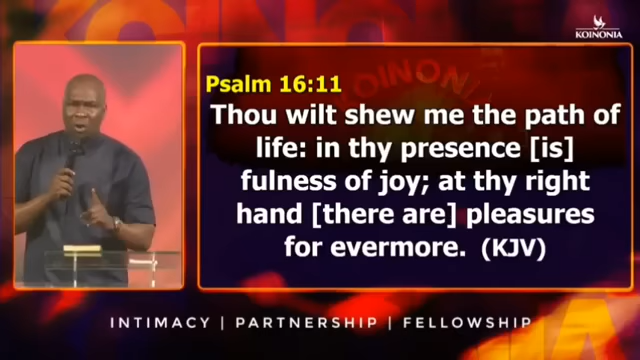 KOINONIA
Psalm 16:11
Thou wilt shew me the path of
life: in thy presence [is]
fulness of joy; at thy right
hand [there are] pleasures
for evermore. (KJV)
INTIMACY | PARTNERSHIP | FELLOWSHIP